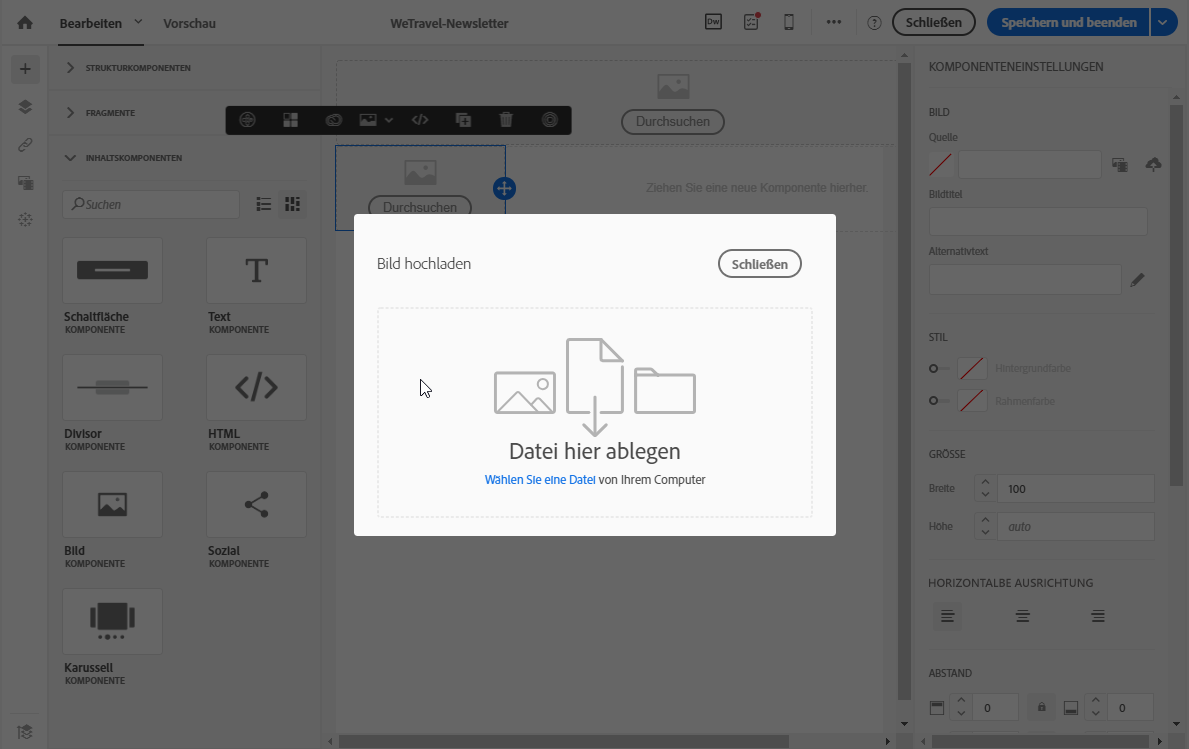 Bearbeiten
Vorschau
WeTravel-Newsletter
Dw
Schließen
Speichern und beenden
STRUKTURKOMPONENTEN
FRAGMENTE
INHALTSKOMPONENTEN
Suchen
Schaltfläche
KOMPONENTE
Text
KOMPONENTE
Divisor
KOMPONENTE
HTML
KOMPONENTE
Bild
KOMPONENTE
Sozial
KOMPONENTE
Karussell
KOMPONENTE
Durchsuchen
Durchsuchen
Ziehen Sie eine neue Komponente hierher.
Bild hochladen
Schließen
Datei hier ablegen
Wählen Sie eine Datei von Ihrem Computer
KOMPONENTEINSTELLUNGEN
BILD
Quelle
Bildtitel
Alternativtext
STIL
Hintergrundfarbe
Rahmenfarbe
GRÖSSE
Breite
100
Höhe
auto
HORIZONTALBE AUSRICHTUNG
ABSTAND
0
0